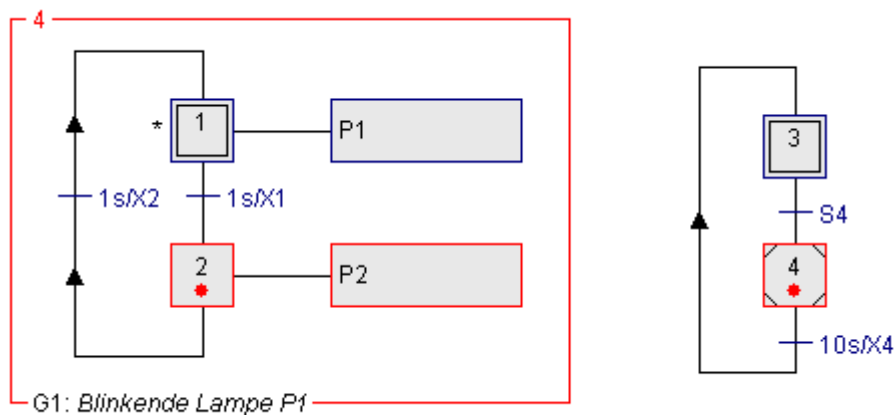 4
* 1 P1
1s/X2 1s/X1
2 P2
G1: Blinkende Lampe P1
3
S4
4
10s/X4